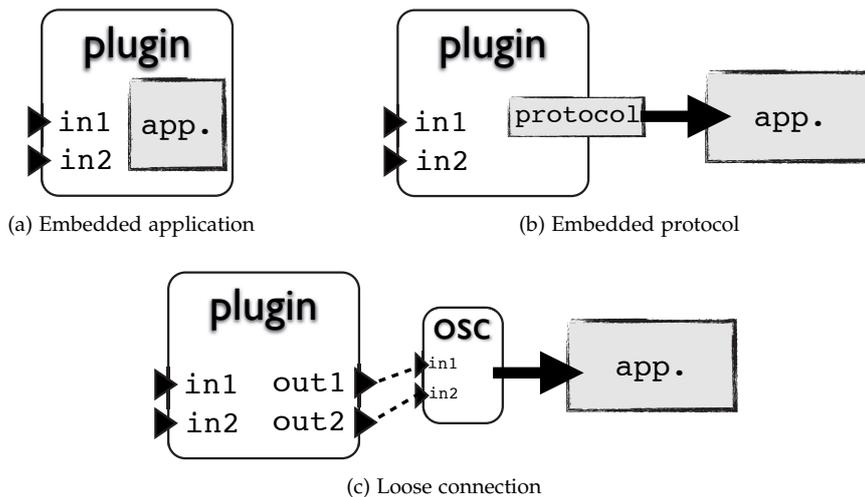 plugin
in1
in2
app.
(a) Embedded application
plugin
in1
in2
protocol
app.
(b) Embedded protocol
plugin
in1
in2
out1
out2
osc
in1
in2
app.
(c) Loose connection